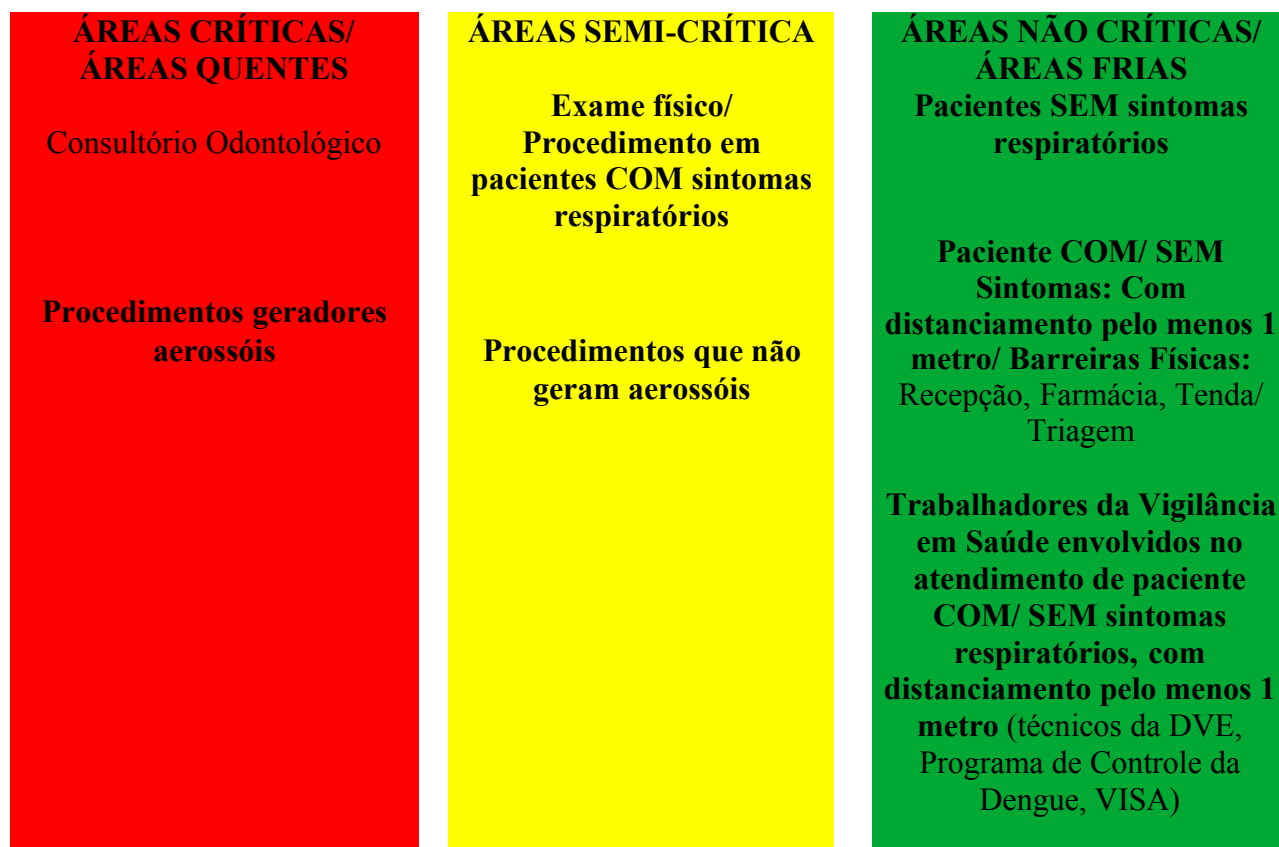 ÁREAS CRÍTICAS/
ÁREAS QUENTES
Consultório Odontológico
Procedimentos geradores
aerossóis
ÁREAS SEMI-CRÍTICA
Exame físico/
Procedimento em
pacientes COM sintomas
respiratórios
Procedimentos que não
geram aerossóis
ÁREAS NÃO CRÍTICAS/
ÁREAS FRIAS
Pacientes SEM sintomas
respiratórios
Paciente COM/ SEM
Sintomas: Com
distanciamento pelo menos 1
metro/ Barreiras Físicas:
Recepção, Farmácia, Tenda/
Triagem
Trabalhadores da Vigilância
em Saúde envolvidos no
atendimento de paciente
COM/ SEM sintomas
respiratórios, com
distanciamento pelo menos 1
metro (técnicos da DVE,
Programa de Controle da
Dengue, VISA)